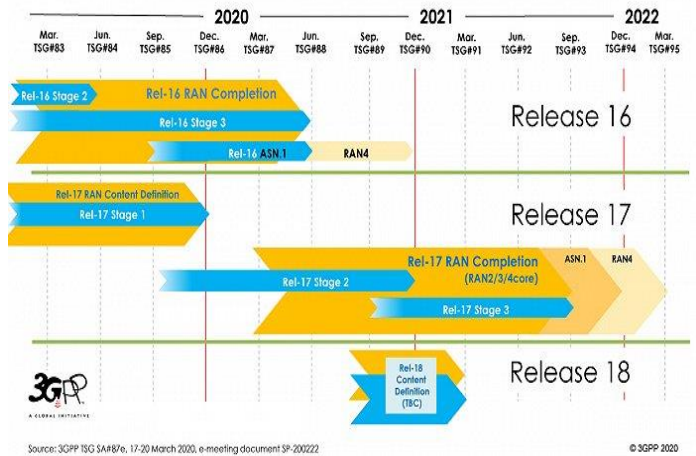 2020
2021
2022
Mar. TSG#83
Jun. TSG#84
Sep. TSG#85
Dec. TSG#86
Mar. TSG#87
Jun. TSG#88
Sep. TSG#89
Dec. TSG#90
Mar. TSG#91
Jun. TSG#92
Sep. TSG#93
Dec. TSG#94
Mar. TSG#95
Rel-16 Stage 2
Rel-16 RAN Completion
Rel-16 Stage 3
Rel-16 ASN.1
RAN4
Release 16
Rel-17 RAN Content Definition
Rel-17 Stage 1
Release 17
Rel-17 RAN Completion
(RAN2/3/4core)
ASN.1
RAN4
Rel-17 Stage 2
Rel-17 Stage 3
Rel-18
Content
Definition
(TBC)
Release 18
3GPP
A GLOBAL INITIATIVE
Source: 3GPP TSG SA#87e, 17-20 March 2020, e-meeting document SP-200222
© 3GPP 2020